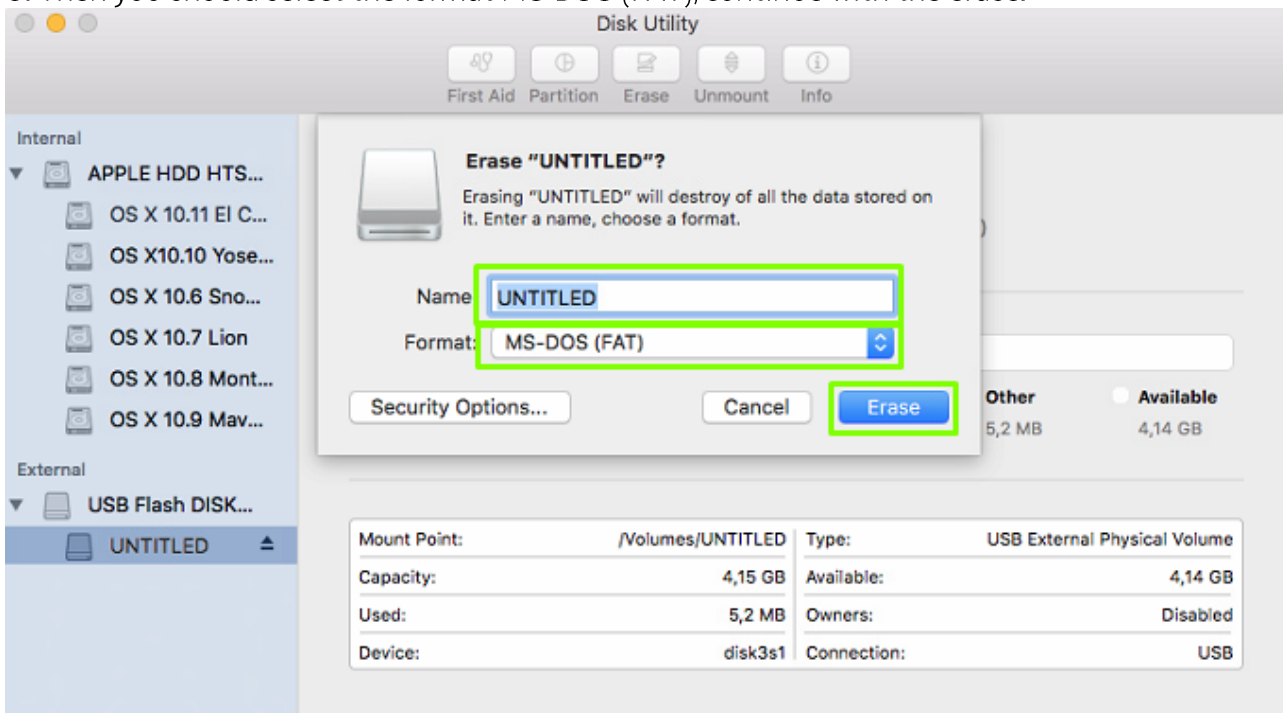 Disk Utility
First Aid Partition Erase Unmount Info
Internal
APPLE HDD HTS...
OS X 10.11 El C...
OS X10.10 Yose...
OS X 10.6 Sno...
OS X 10.7 Lion
OS X 10.8 Mont...
OS X 10.9 Mav...
External
USB Flash DISK...
UNTITLED
Erase "UNTITLED"?
Erasing "UNTITLED" will destroy of all the data stored on
it. Enter a name, choose a format.
Name UNTITLED
Format: MS-DOS (FAT)
Security Options... Cancel Erase
Other Available
5,2 MB 4,14 GB
Mount Point: /Volumes/UNTITLED Type: USB External Physical Volume
Capacity: 4,15 GB Available: 4,14 GB
Used: 5,2 MB Owners: Disabled
Device: disk3s1 Connection: USB